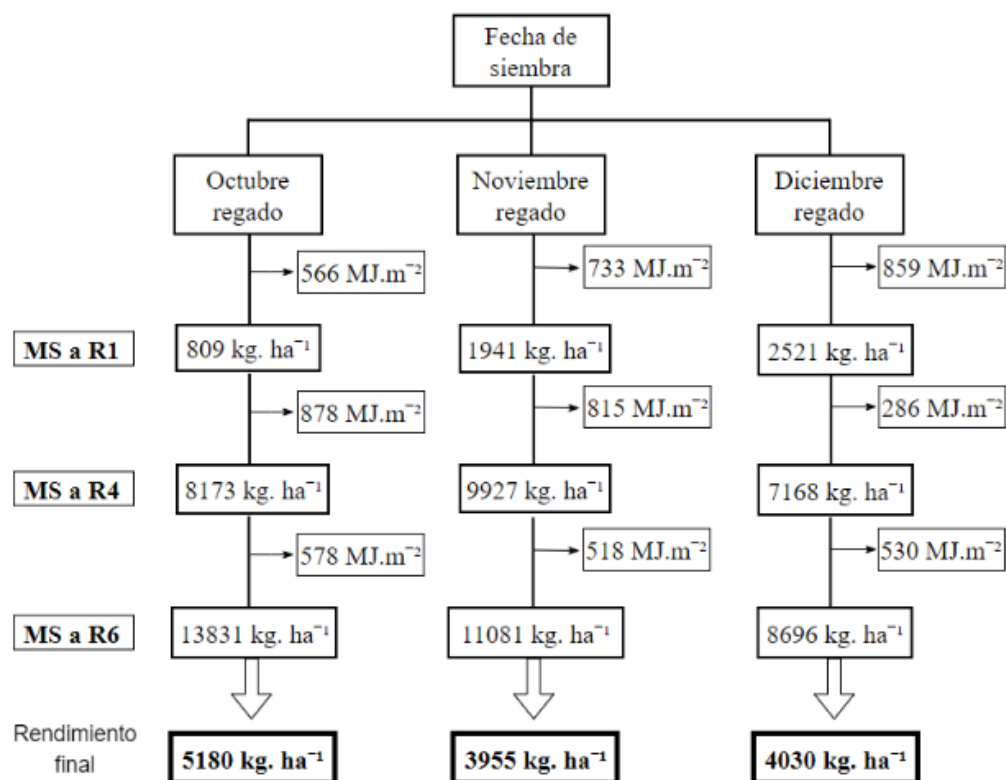 Fecha de
siembra
Octubre
regado
Noviembre
regado
Diciembre
regado
566 MJ.m⁻²
733 MJ.m⁻²
859 MJ.m⁻²
MS a R1
809 kg. ha⁻¹
1941 kg. ha⁻¹
2521 kg. ha⁻¹
878 MJ.m⁻²
815 MJ.m⁻²
286 MJ.m⁻²
MS a R4
8173 kg. ha⁻¹
9927 kg. ha⁻¹
7168 kg. ha⁻¹
578 MJ.m⁻²
518 MJ.m⁻²
530 MJ.m⁻²
MS a R6
13831 kg. ha⁻¹
11081 kg. ha⁻¹
8696 kg. ha⁻¹
Rendimiento
final
5180 kg. ha⁻¹
3955 kg. ha⁻¹
4030 kg. ha⁻¹